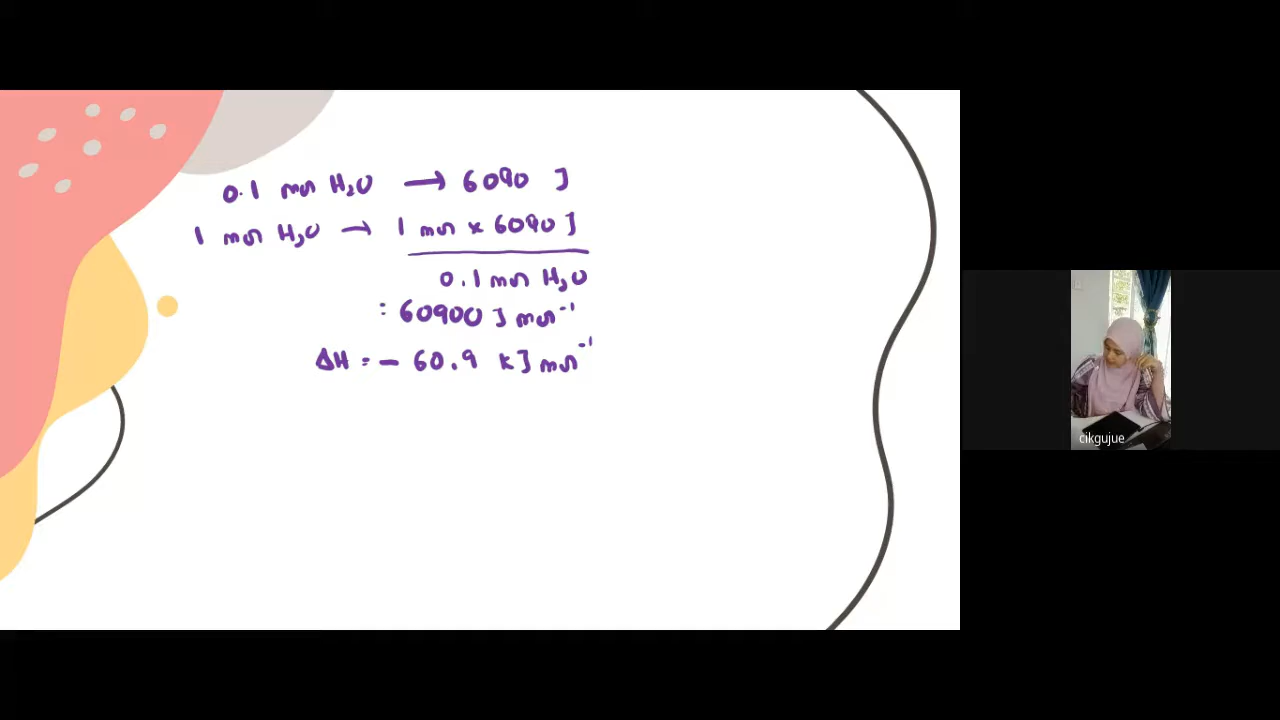 0.1 mol H₂O → 6090 J
1 mol H₂O → 1 mol x 6090 J
0.1 mol H₂O
= 60900 J mol⁻¹
ΔH = - 60.9 kJ mol⁻¹
cikgujue